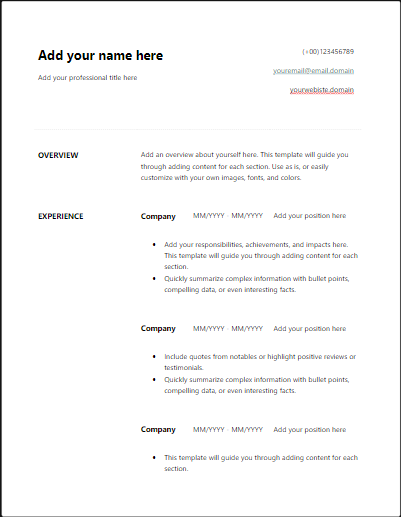 Add your name here
(+00)123456789
Add your professional title here
youremail@email.domain
yourwebiste.domain
OVERVIEW
Add an overview about yourself here. This template will guide you
through adding content for each section. Use as is, or easily
customize with your own images, fonts, and colors.
EXPERIENCE
Company MM/YYYY - MM/YYYY Add your position here
• Add your responsibilities, achievements, and impacts here.
This template will guide you through adding content for each
section.
• Quickly summarize complex information with bullet points,
compelling data, or even interesting facts.
Company MM/YYYY - MM/YYYY Add your position here
• Include quotes from notables or highlight positive reviews or
testimonials.
• Quickly summarize complex information with bullet points,
compelling data, or even interesting facts.
Company MM/YYYY - MM/YYYY Add your position here
• This template will guide you through adding content for each
section.